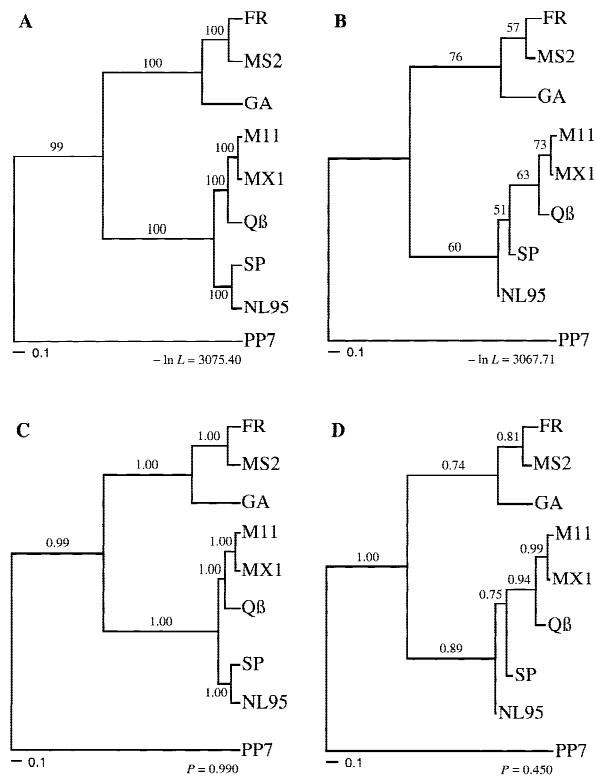 A
FR
100
MS2
100
GA
99
M11
100
MX1
100
Qß
100
SP
100
NL95
PP7
0.1
– ln L = 3075.40
B
FR
57
MS2
76
GA
M11
73
MX1
63
Qß
51
SP
60
NL95
PP7
0.1
– ln L = 3067.71
C
FR
1.00
MS2
1.00
GA
0.99
M11
1.00
MX1
1.00
Qß
1.00
SP
1.00
NL95
PP7
0.1
P = 0.990
D
FR
0.81
MS2
0.74
GA
1.00
M11
0.99
MX1
0.94
Qß
0.75
SP
0.89
NL95
PP7
0.1
P = 0.450